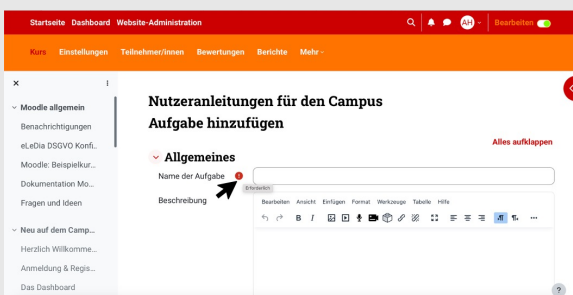 Startseite Dashboard Website-Administration AH Bearbeiten
Kurs Einstellungen Teilnehmer/innen Bewertungen Berichte Mehr
Moodle allgemein
Benachrichtigungen
eLeDia DSGVO Konfi...
Moodle: Beispielkur...
Dokumentation Mo...
Fragen und Ideen
Neu auf dem Camp...
Herzlich Willkomme...
Anmeldung & Regis...
Das Dashboard
Nutzeranleitungen für den Campus
Aufgabe hinzufügen
Alles aufklappen
Allgemeines
Name der Aufgabe !
Erforderlich
Beschreibung
Bearbeiten Ansicht Einfügen Format Werkzeuge Tabelle Hilfe
B I
?